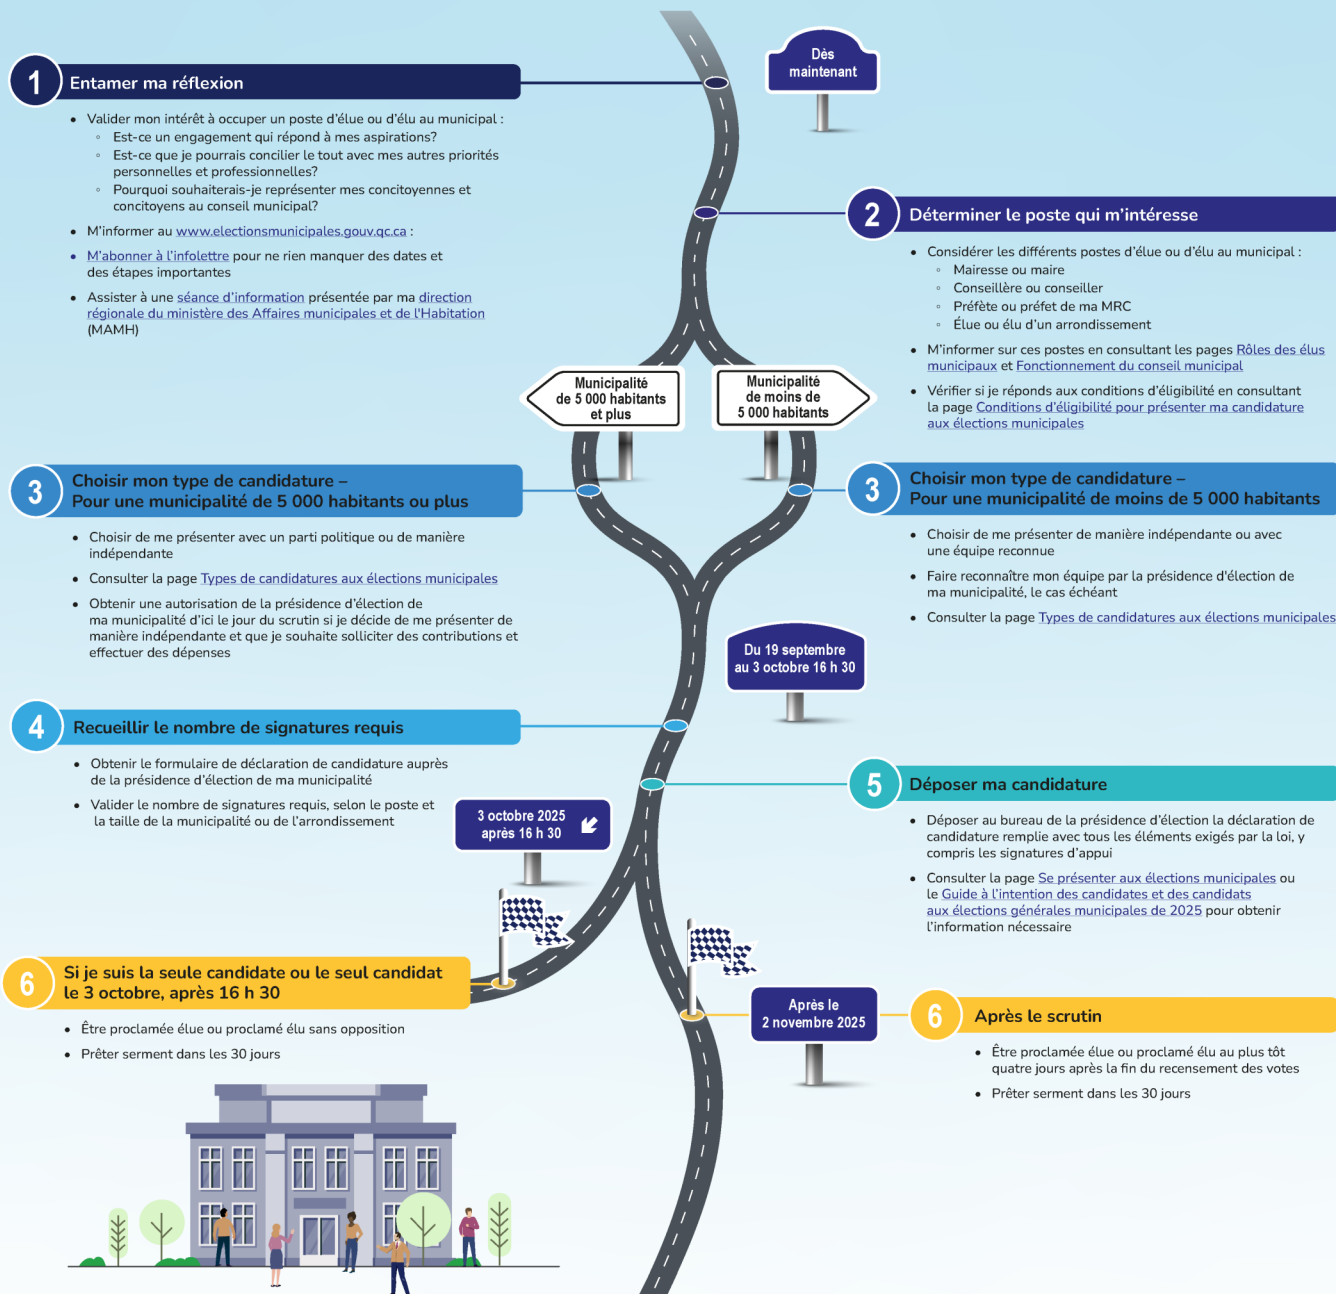 Dès
maintenant
1
Entamer ma réflexion
• Valider mon intérêt à occuper un poste d'élue ou d'élu au municipal :
◦ Est-ce un engagement qui répond à mes aspirations?
◦ Est-ce que je pourrais concilier le tout avec mes autres priorités
personnelles et professionnelles?
◦ Pourquoi souhaiterais-je représenter mes concitoyennes et
concitoyens au conseil municipal?
• M'informer au www.electionsmunicipales.gouv.qc.ca :
• M'abonner à l'infolettre pour ne rien manquer des dates et
des étapes importantes
• Assister à une séance d'information présentée par ma direction
régionale du ministère des Affaires municipales et de l'Habitation
(MAMH)
2
Déterminer le poste qui m'intéresse
• Considérer les différents postes d'élue ou d'élu au municipal :
◦ Mairesse ou maire
◦ Conseillère ou conseiller
◦ Préfète ou préfet de ma MRC
◦ Élue ou élu d'un arrondissement
• M'informer sur ces postes en consultant les pages Rôles des élus
municipaux et Fonctionnement du conseil municipal
• Vérifier si je réponds aux conditions d'éligibilité en consultant
la page Conditions d'éligibilité pour présenter ma candidature
aux élections municipales
Municipalité
de 5 000 habitants
et plus
Municipalité
de moins de
5 000 habitants
3
Choisir mon type de candidature –
Pour une municipalité de 5 000 habitants ou plus
• Choisir de me présenter avec un parti politique ou de manière
indépendante
• Consulter la page Types de candidatures aux élections municipales
• Obtenir une autorisation de la présidence d'élection de
ma municipalité d'ici le jour du scrutin si je décide de me présenter de
manière indépendante et que je souhaite solliciter des contributions et
effectuer des dépenses
3
Choisir mon type de candidature –
Pour une municipalité de moins de 5 000 habitants
• Choisir de me présenter de manière indépendante ou avec
une équipe reconnue
• Faire reconnaître mon équipe par la présidence d'élection de
ma municipalité, le cas échéant
• Consulter la page Types de candidatures aux élections municipales
Du 19 septembre
au 3 octobre 16 h 30
4
Recueillir le nombre de signatures requis
• Obtenir le formulaire de déclaration de candidature auprès
de la présidence d'élection de ma municipalité
• Valider le nombre de signatures requis, selon le poste et
la taille de la municipalité ou de l'arrondissement
5
Déposer ma candidature
• Déposer au bureau de la présidence d'élection la déclaration de
candidature remplie avec tous les éléments exigés par la loi, y
compris les signatures d'appui
• Consulter la page Se présenter aux élections municipales ou
le Guide à l'intention des candidates et des candidats
aux élections générales municipales de 2025 pour obtenir
l'information nécessaire
3 octobre 2025
après 16 h 30
6
Si je suis la seule candidate ou le seul candidat
le 3 octobre, après 16 h 30
• Être proclamée élue ou proclamé élu sans opposition
• Prêter serment dans les 30 jours
Après le
2 novembre 2025
6
Après le scrutin
• Être proclamée élue ou proclamé élu au plus tôt
quatre jours après la fin du recensement des votes
• Prêter serment dans les 30 jours